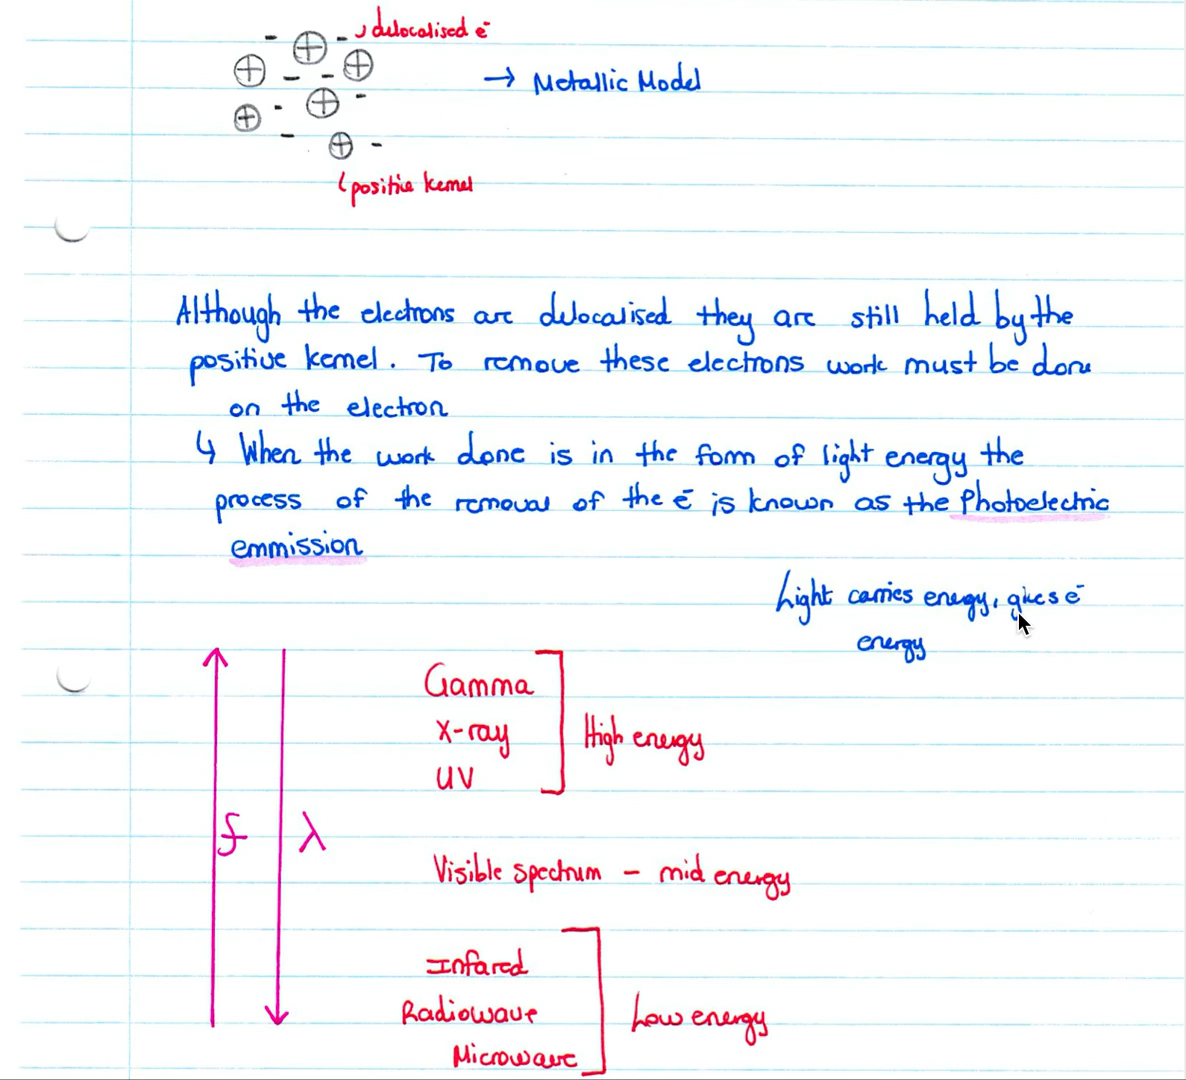 delocalised e⁻
→ Metallic Model
positive kernel
Although the electrons are delocalised they are still held by the
positive kernel. To remove these electrons work must be done
on the electron
↳ When the work done is in the form of light energy the
process of the removal of the e⁻ is known as the Photoelectric
emmission
Light carries energy, gives e⁻
energy
Gamma
X-ray
UV
High energy
f
λ
Visible spectrum - mid energy
Infared
Radiowave
Microwave
Low energy